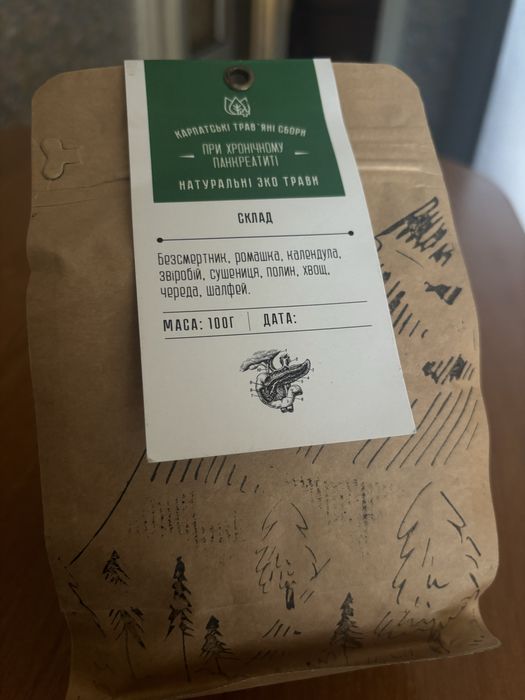 КАРПАТСЬКІ ТРАВ`ЯНІ ЗБОРИ
ПРИ ХРОНІЧНОМУ
ПАНКРЕАТИТІ
НАТУРАЛЬНІ ЕКО ТРАВИ
СКЛАД
Безсмертник, ромашка, календула,
звіробій, сушениця, полин, хвощ,
череда, шалфей.
МАСА: 100Г | ДАТА: